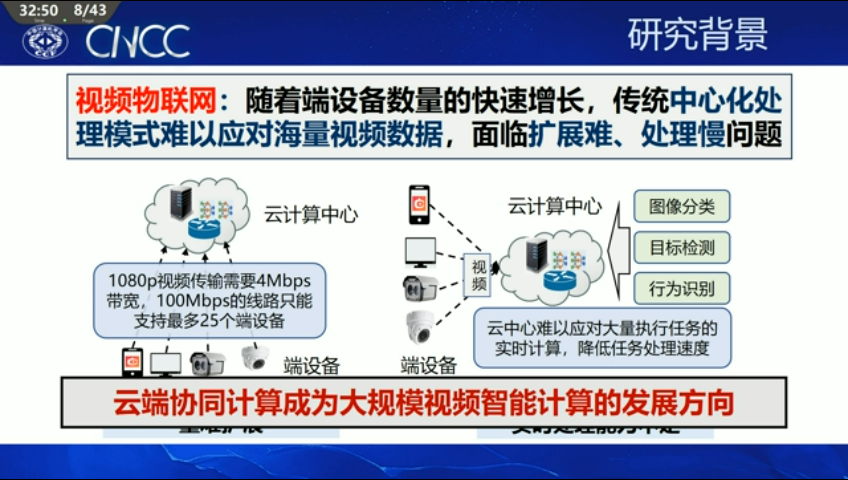 32:50 8/43
Time Page
CCF
CNCC
研究背景
视频物联网：随着端设备数量的快速增长，传统中心化处
理模式难以应对海量视频数据，面临扩展难、处理慢问题
云计算中心
1080p视频传输需要4Mbps
带宽，100Mbps的线路只能
支持最多25个端设备
端设备
云计算中心
视
频
图像分类
目标检测
行为识别
云中心难以应对大量执行任务的
实时计算，降低任务处理速度
端设备
云端协同计算成为大规模视频智能计算的发展方向